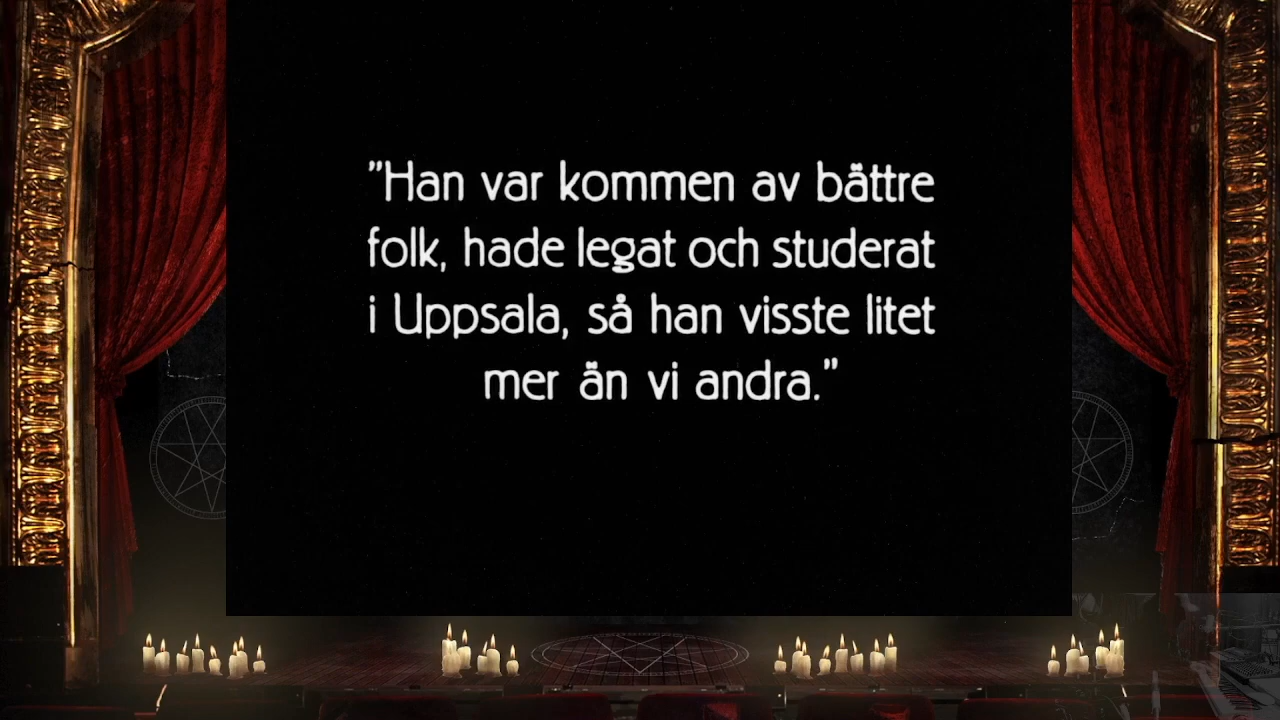 ”Han var kommen av bättre
folk, hade legat och studerat
i Uppsala, så han visste litet
mer än vi andra.”